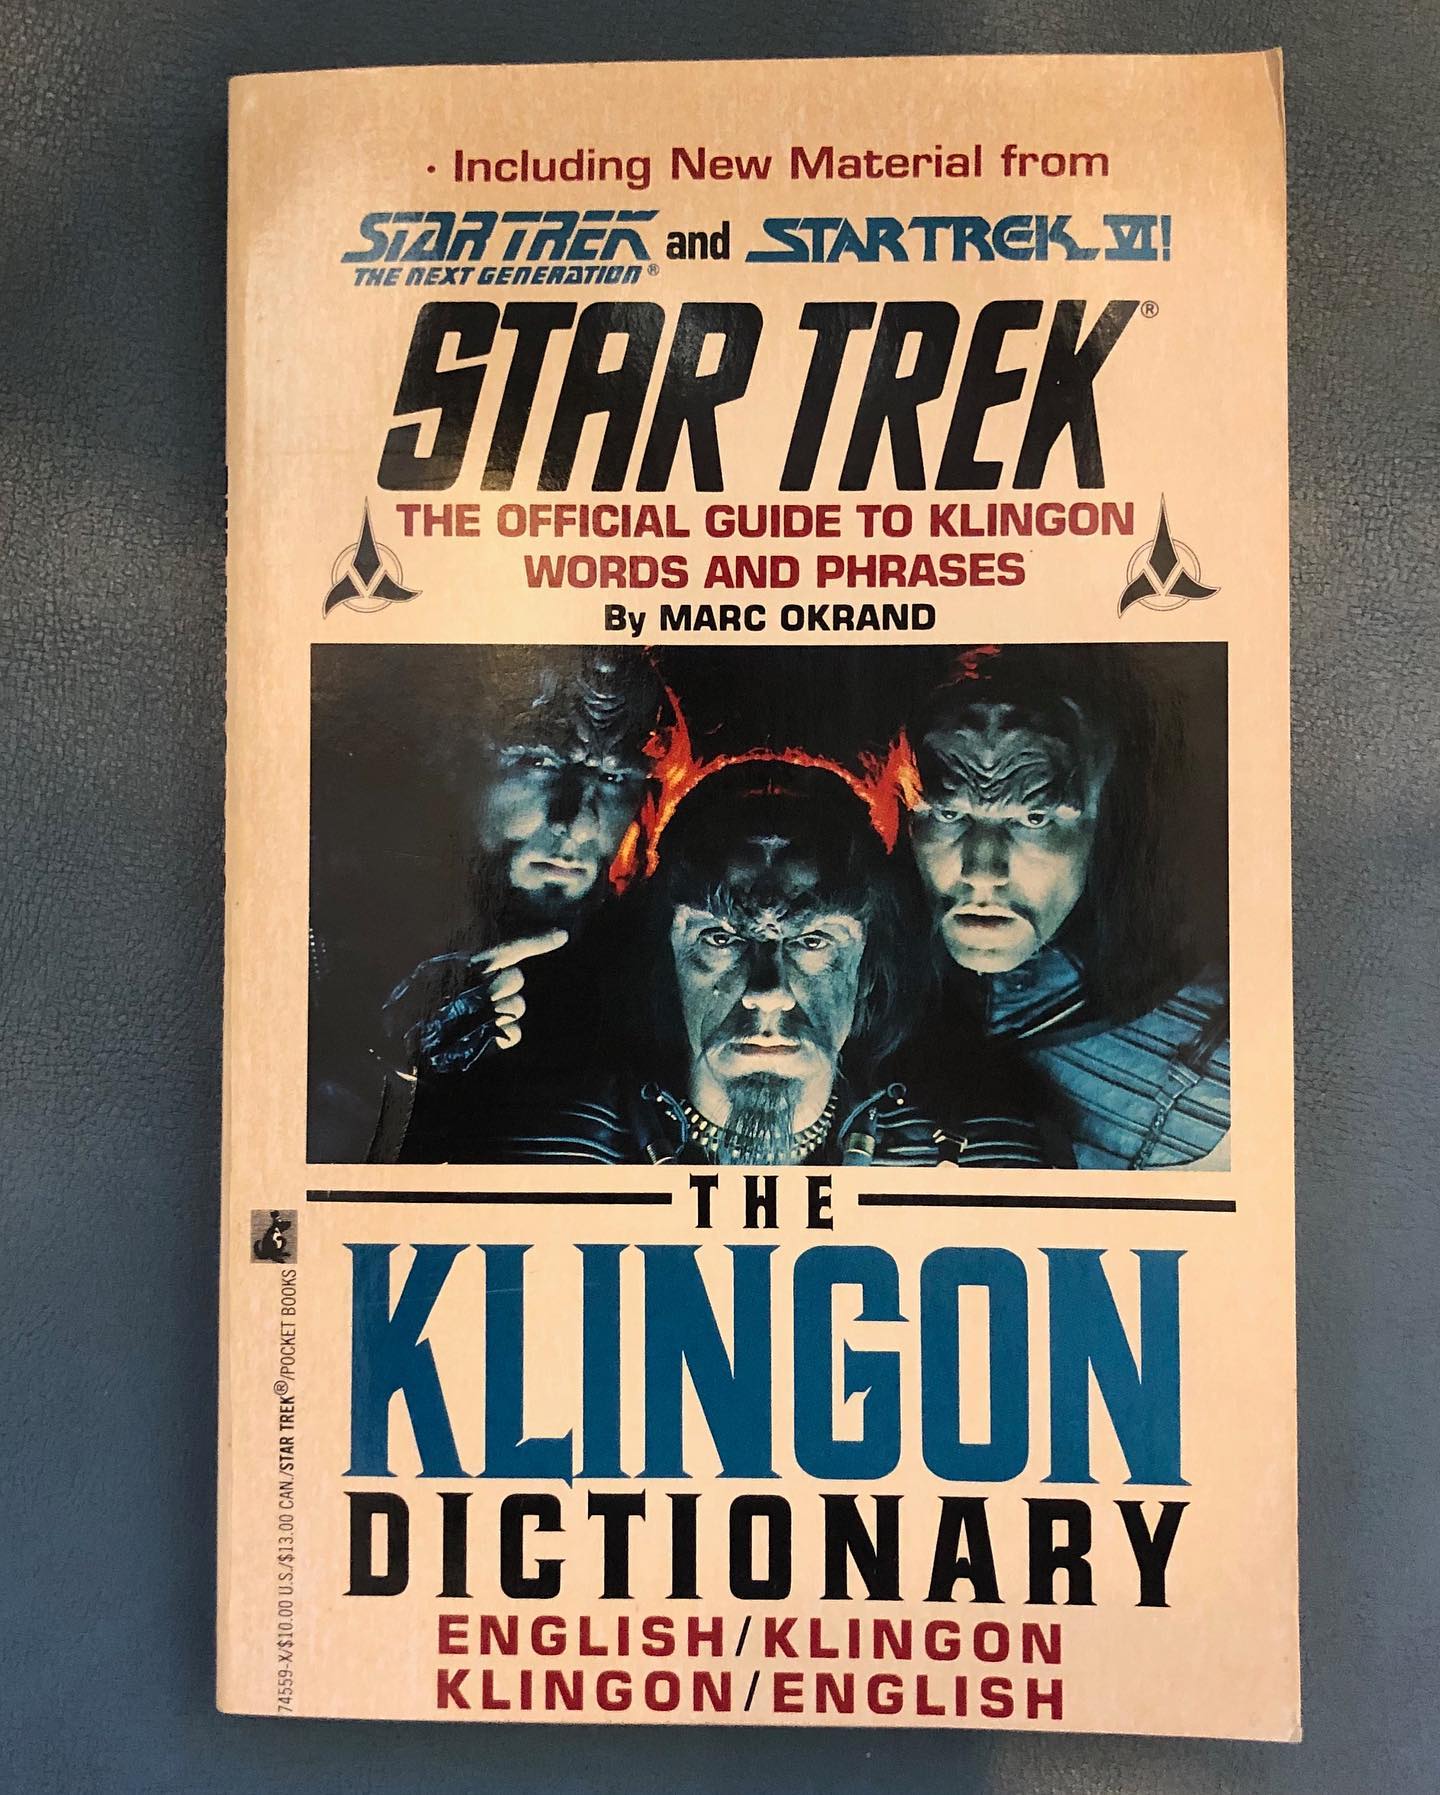 · Including New Material from
STAR TREK THE NEXT GENERATION® and STAR TREK VI!
STAR TREK®
THE OFFICIAL GUIDE TO KLINGON
WORDS AND PHRASES
By MARC OKRAND
THE
KLINGON
DICTIONARY
ENGLISH/KLINGON
KLINGON/ENGLISH
74559-X/$10.00 U.S./$13.00 CAN./STAR TREK®/POCKET BOOKS